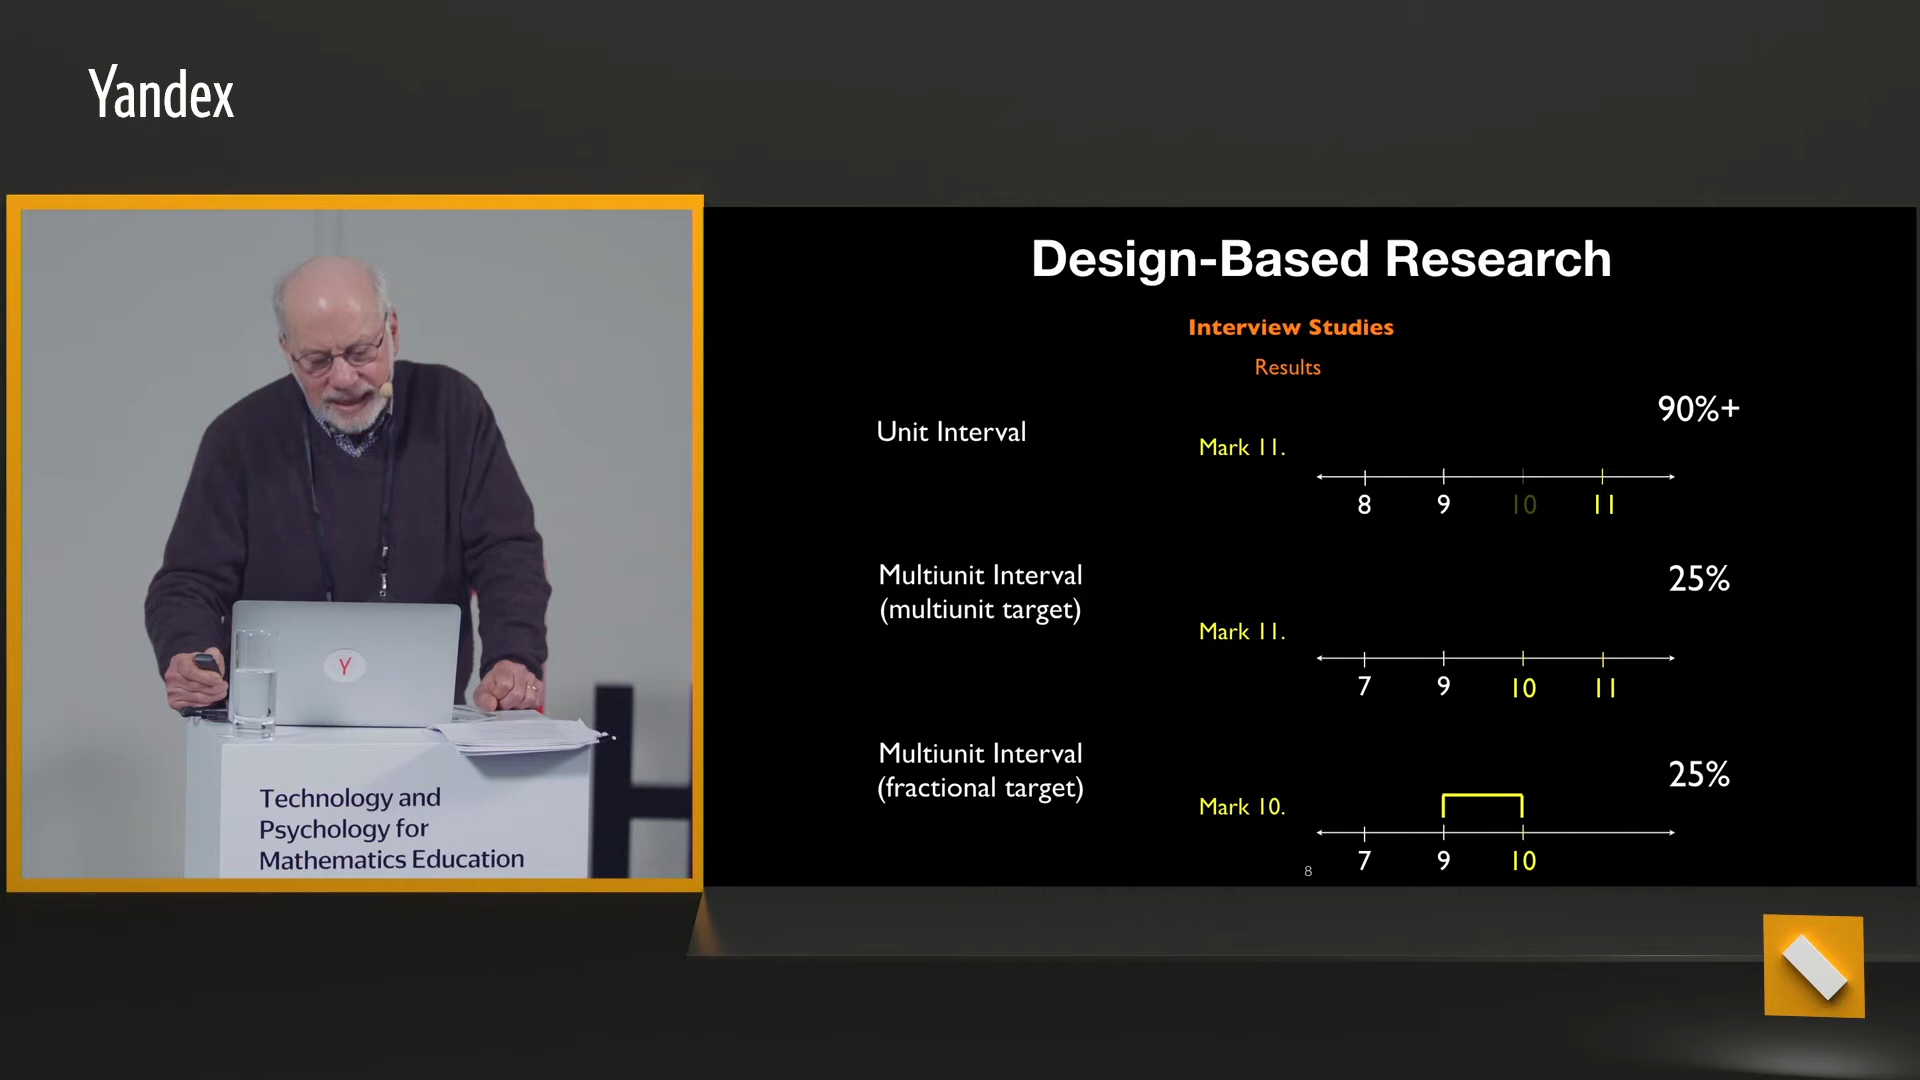 Yandex
Y
Technology and
Psychology for
Mathematics Education
Design-Based Research
Interview Studies
Results
Unit Interval
90%+
Mark 11.
8 9 10 11
Multiunit Interval
(multiunit target)
25%
Mark 11.
7 9 10 11
Multiunit Interval
(fractional target)
25%
Mark 10.
7 9 10
8